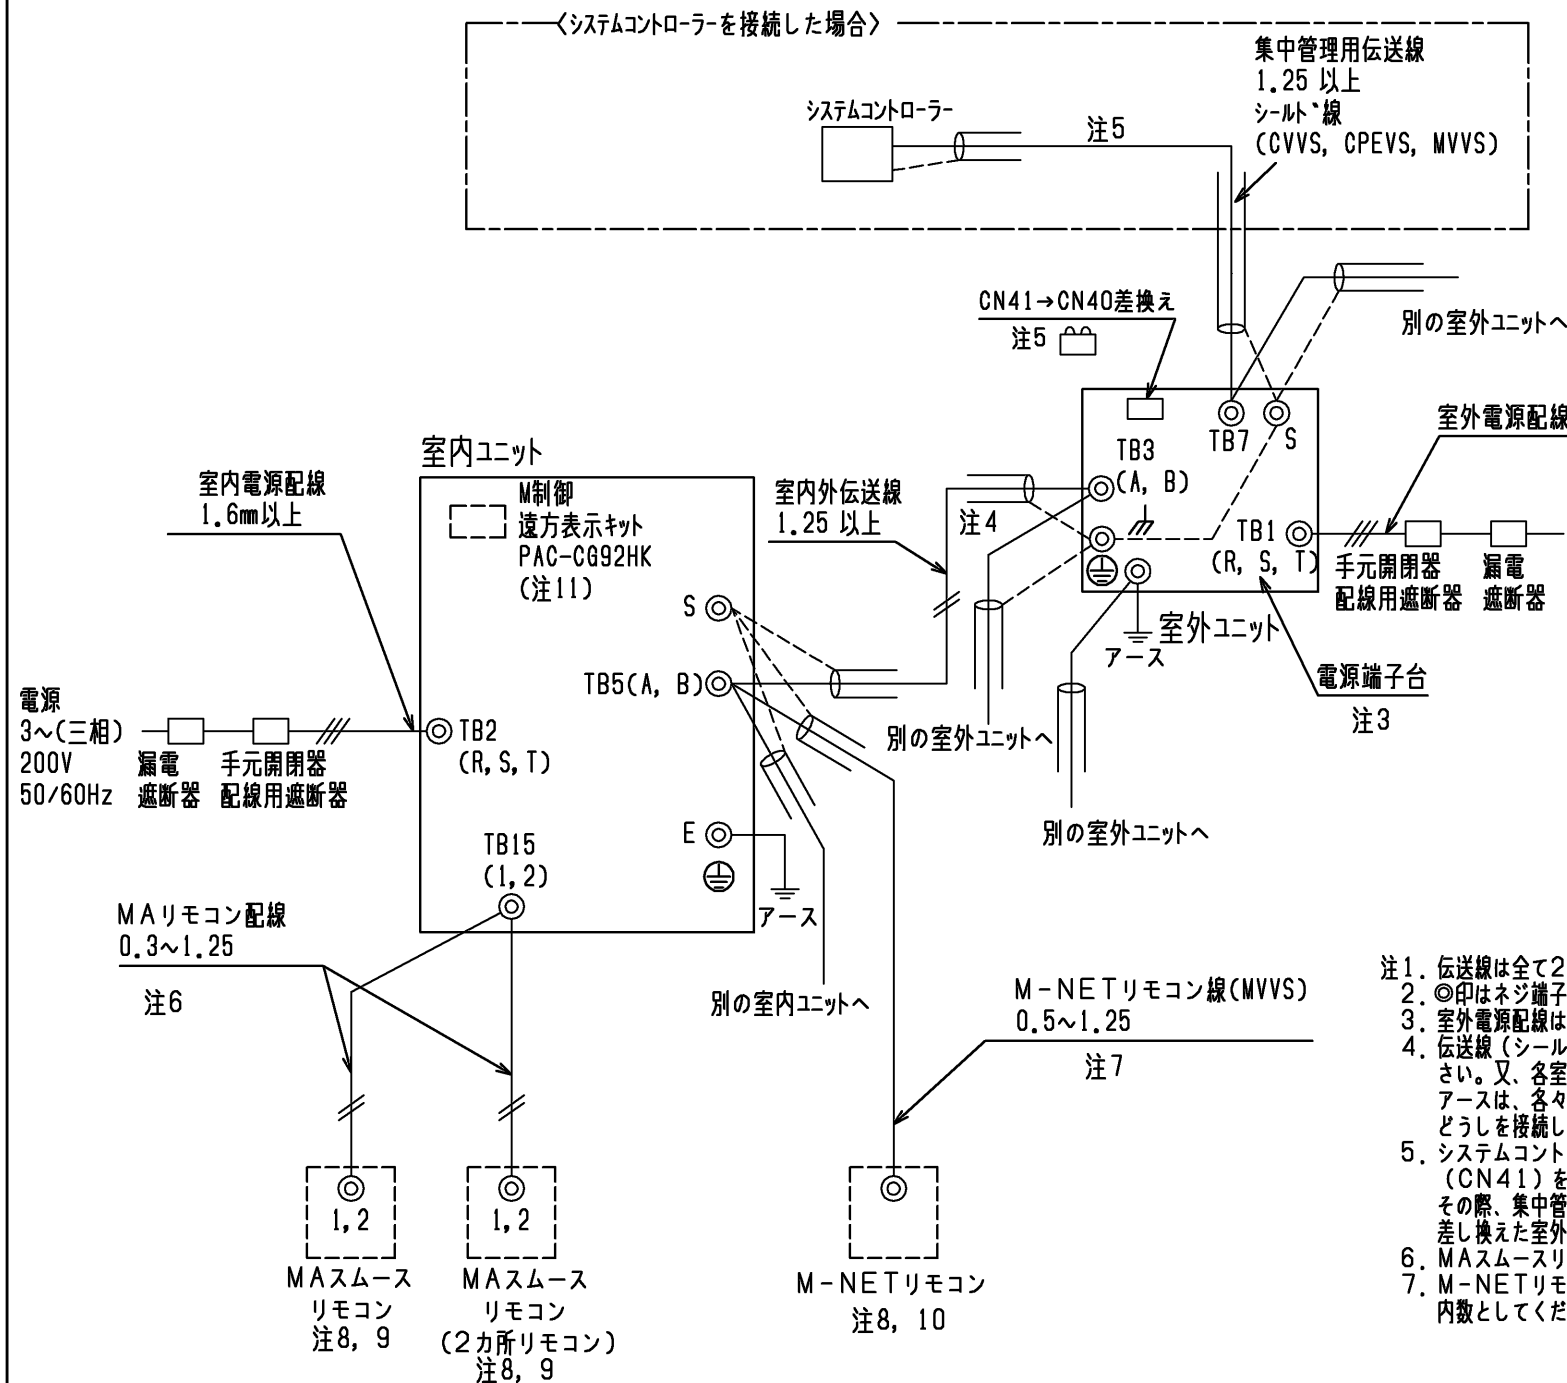 〈システムコントローラーを接続した場合〉
集中管理用伝送線
1.25 以上
シールド線
(CVVS, CPEVS, MVVS)
システムコントローラー
注5
CN41→CN40差換え
注5
別の室外ユニットへ
室外電源配線
TB7
S
TB3
(A, B)
TB1
(R, S, T)
手元開閉器
配線用遮断器
漏電
遮断器
室外ユニット
アース
電源端子台
注3
室内ユニット
M制御
遠方表示キット
PAC-CG92HK
(注11)
室内電源配線
1.6mm以上
室内外伝送線
1.25 以上
注4
S
TB5(A, B)
別の室外ユニットへ
別の室外ユニットへ
電源
3~(三相)
200V
50/60Hz
漏電
遮断器
手元開閉器
配線用遮断器
TB2
(R,S,T)
TB15
(1,2)
E
アース
MAリモコン配線
0.3~1.25
注6
別の室内ユニットへ
M-NETリモコン線(MVVS)
0.5~1.25
注7
1,2
MAスムース
リモコン
注8, 9
1,2
MAスムース
リモコン
(2カ所リモコン)
注8, 9
M-NETリモコン
注8, 10
注1. 伝送線は全て2
2. ◎印はネジ端子
3. 室外電源配線は
4. 伝送線(シール
さい。又、各室
アースは、各々
どうしを接続し
5. システムコント
(CN41)を
その際、集中管
差し換えた室外
6. MAスムースリ
7. M-NETリモ
内数としてくだ